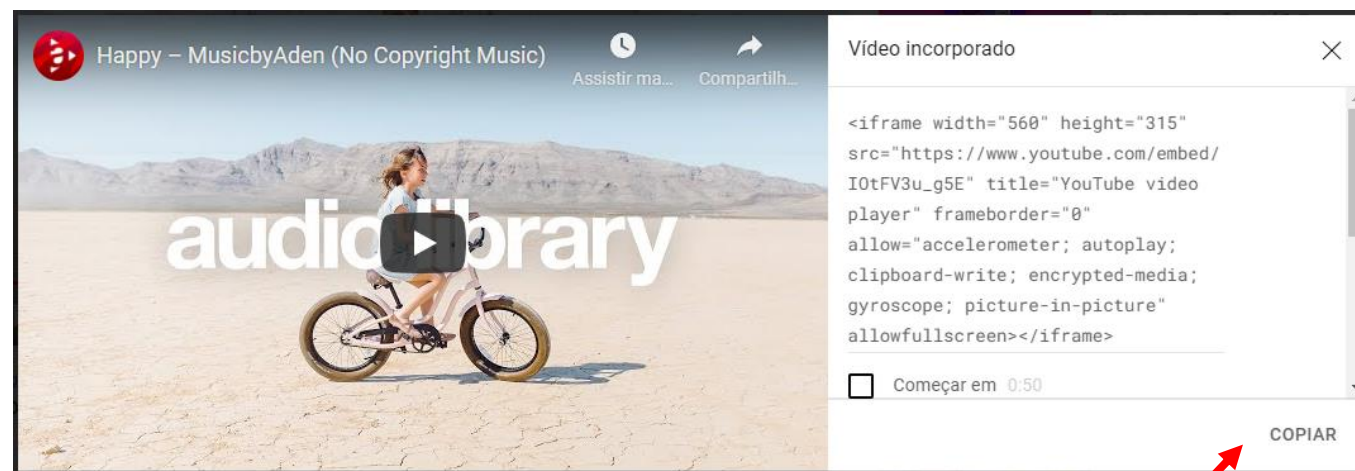 Happy – MusicbyAden (No Copyright Music)
Assistir ma...
Compartilh...
audio library
Vídeo incorporado
<iframe width="560" height="315"
src="https://www.youtube.com/embed/
IOtFV3u_g5E" title="YouTube video
player" frameborder="0"
allow="accelerometer; autoplay;
clipboard-write; encrypted-media;
gyroscope; picture-in-picture"
allowfullscreen></iframe>
Começar em 0:50
COPIAR